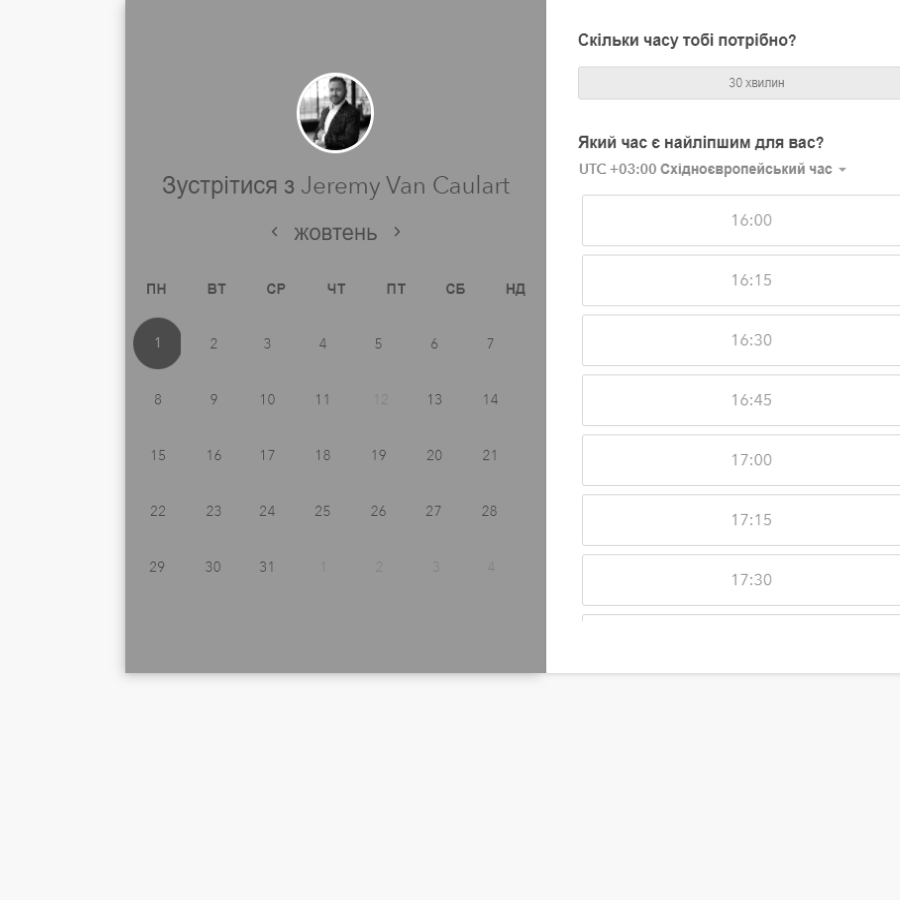 Зустрітися з Jeremy Van Caulart
жовтень
ПН ВТ СР ЧТ ПТ СБ НД
1 2 3 4 5 6 7
8 9 10 11 12 13 14
15 16 17 18 19 20 21
22 23 24 25 26 27 28
29 30 31 1 2 3 4
Скільки часу тобі потрібно?
30 хвилин
Який час є найліпшим для вас?
UTC +03:00 Східноєвропейський час
16:00
16:15
16:30
16:45
17:00
17:15
17:30